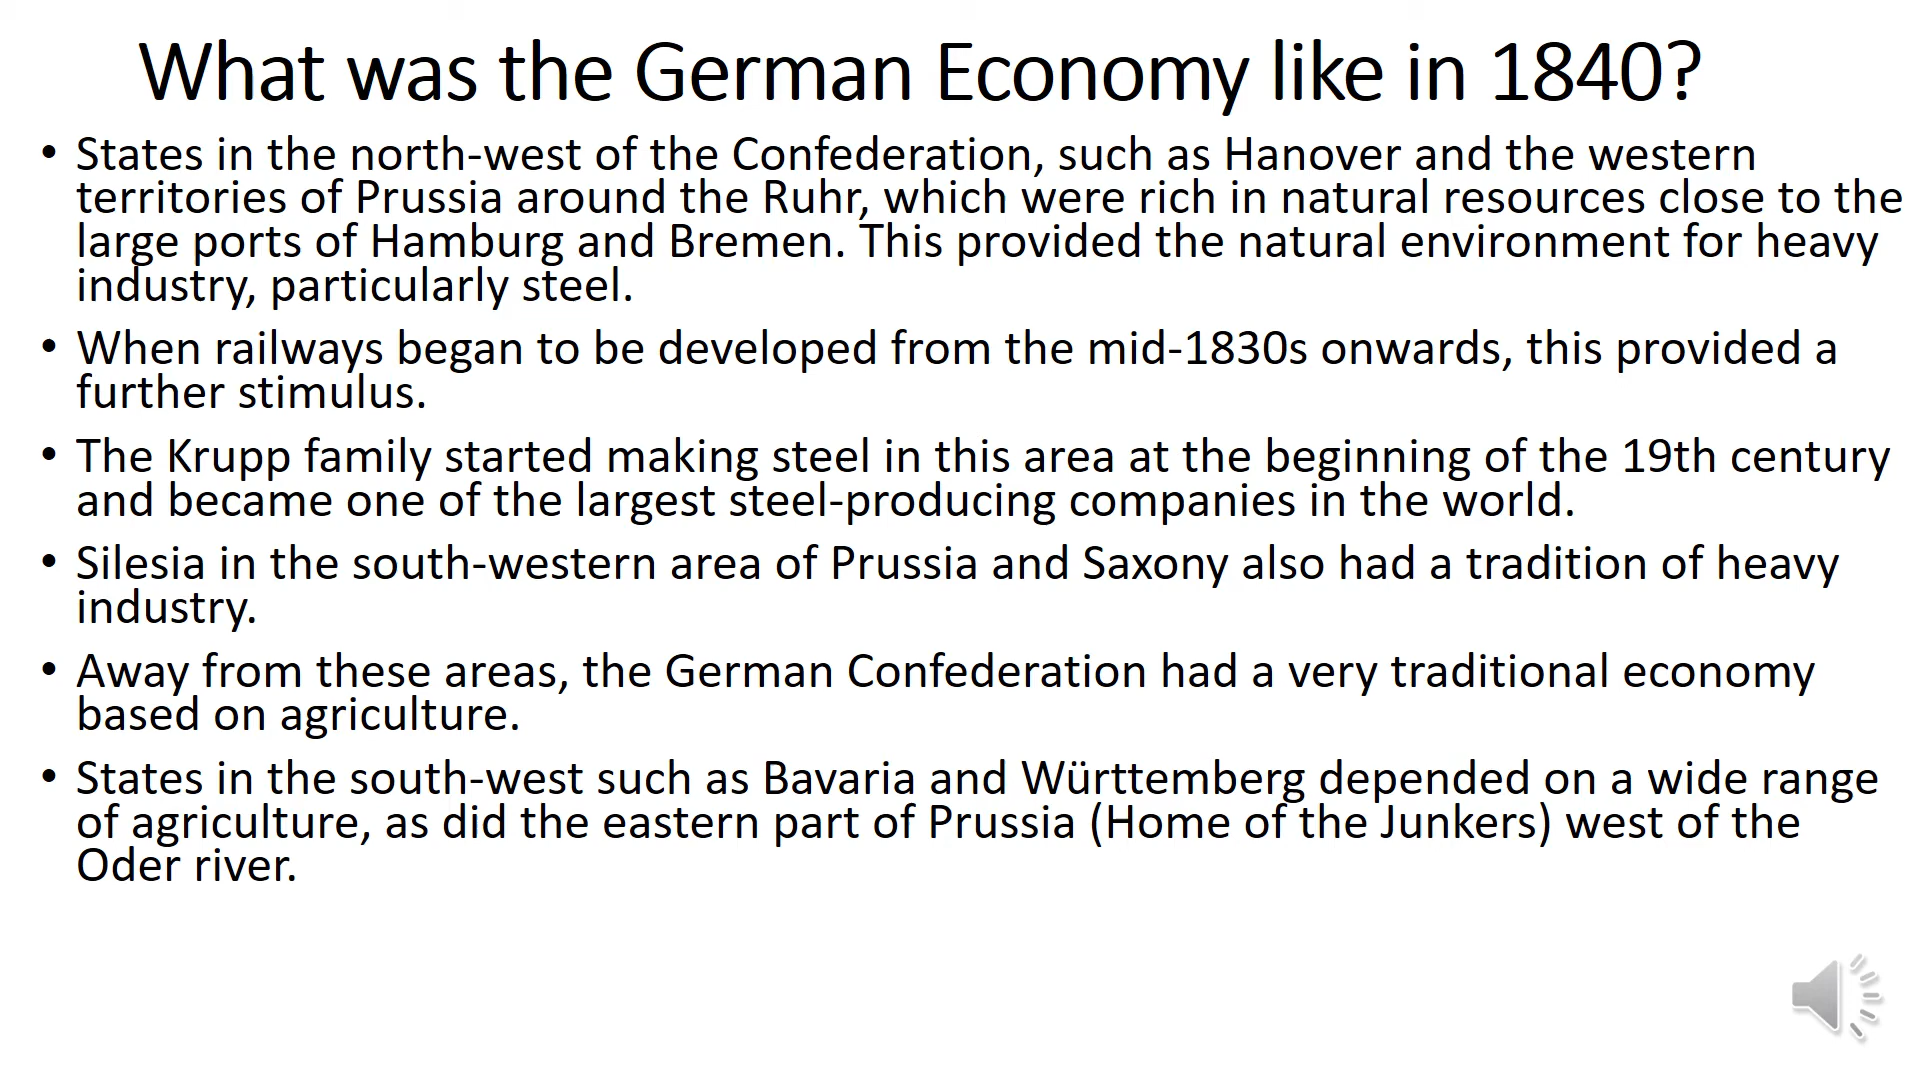 What was the German Economy like in 1840?
• States in the north-west of the Confederation, such as Hanover and the western
territories of Prussia around the Ruhr, which were rich in natural resources close to the
large ports of Hamburg and Bremen. This provided the natural environment for heavy
industry, particularly steel.
• When railways began to be developed from the mid-1830s onwards, this provided a
further stimulus.
• The Krupp family started making steel in this area at the beginning of the 19th century
and became one of the largest steel-producing companies in the world.
• Silesia in the south-western area of Prussia and Saxony also had a tradition of heavy
industry.
• Away from these areas, the German Confederation had a very traditional economy
based on agriculture.
• States in the south-west such as Bavaria and Württemberg depended on a wide range
of agriculture, as did the eastern part of Prussia (Home of the Junkers) west of the
Oder river.